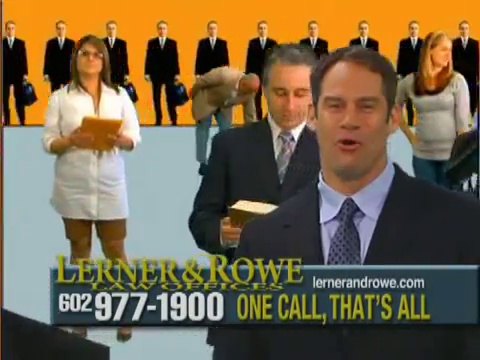 LERNER & ROWE
LAW OFFICES
lernerandrowe.com
602 977-1900 ONE CALL, THAT'S ALL